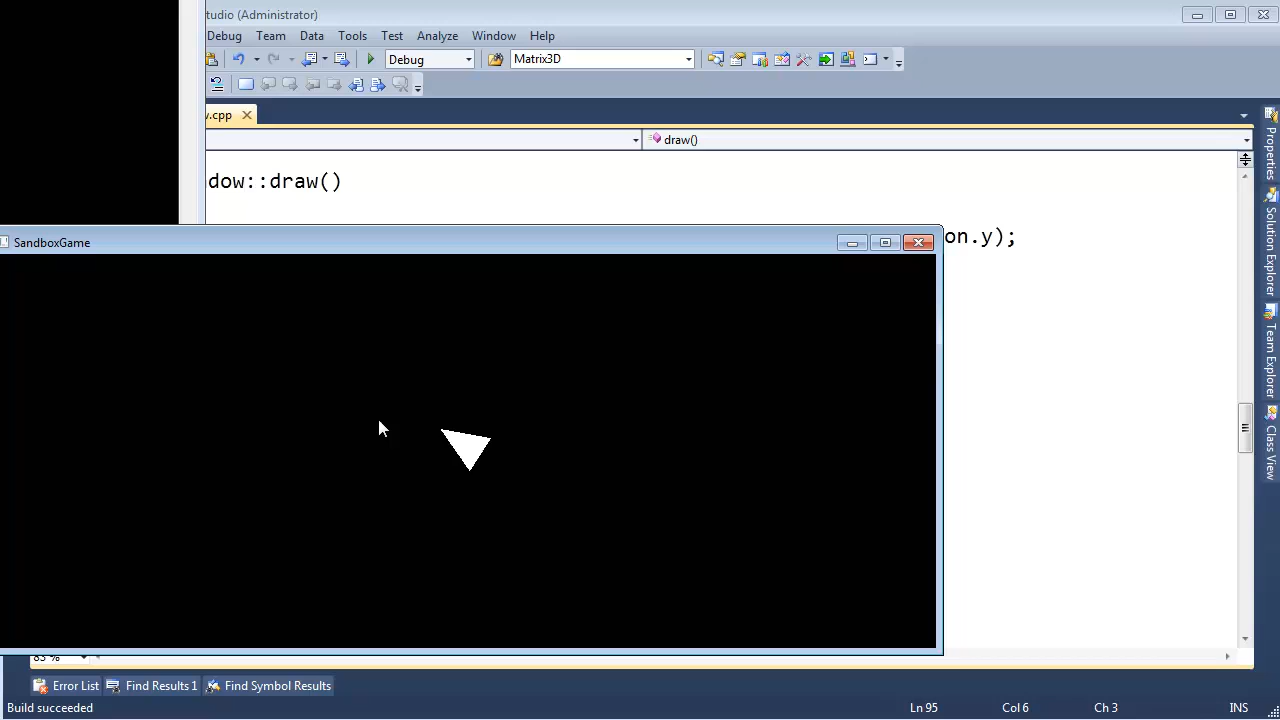 tudio (Administrator)
Debug Team Data Tools Test Analyze Window Help
Debug Matrix3D
v.cpp
draw()
ndow::draw()
on.y);
SandboxGame
Properties
Solution Explorer
Team Explorer
Class View
83 %
Error List Find Results 1 Find Symbol Results
Build succeeded Ln 95 Col 6 Ch 3 INS